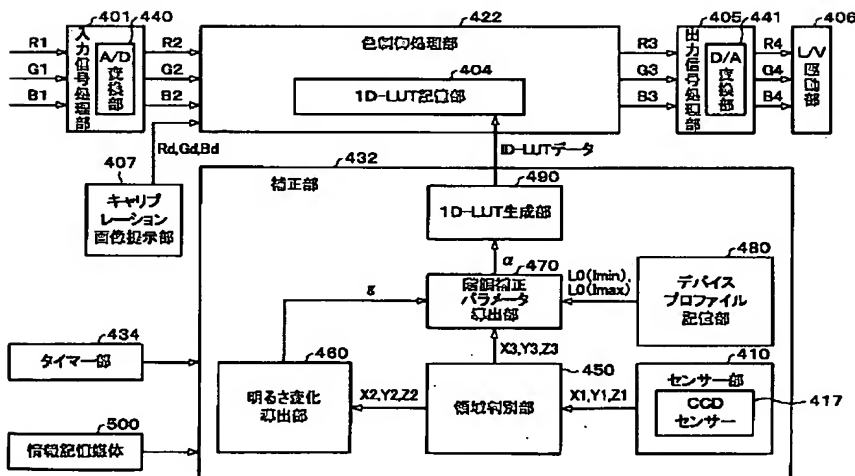 401
440
422
405
441
406
R1
G1
B1
入力信号処理部
A/D変換部
R2
G2
B2
色制御処理部
404
1D-LUT記憶部
R3
G3
B3
出力信号処理部
D/A変換部
R4
G4
B4
L/V駆動部
Rd,Gd,Bd
407
キャリブ
レーション
画像提示部
432
1D-LUTデータ
補正部
490
1D-LUT生成部
α
470
階調補正
パラメータ
導出部
L0(Imin),
L0(Imax)
480
デバイス
プロファイル
記憶部
g
X3,Y3,Z3
434
タイマー部
460
明るさ変化
導出部
X2,Y2,Z2
450
領域判別部
X1,Y1,Z1
410
センサー部
CCD
センサー
417
500
情報記憶媒体